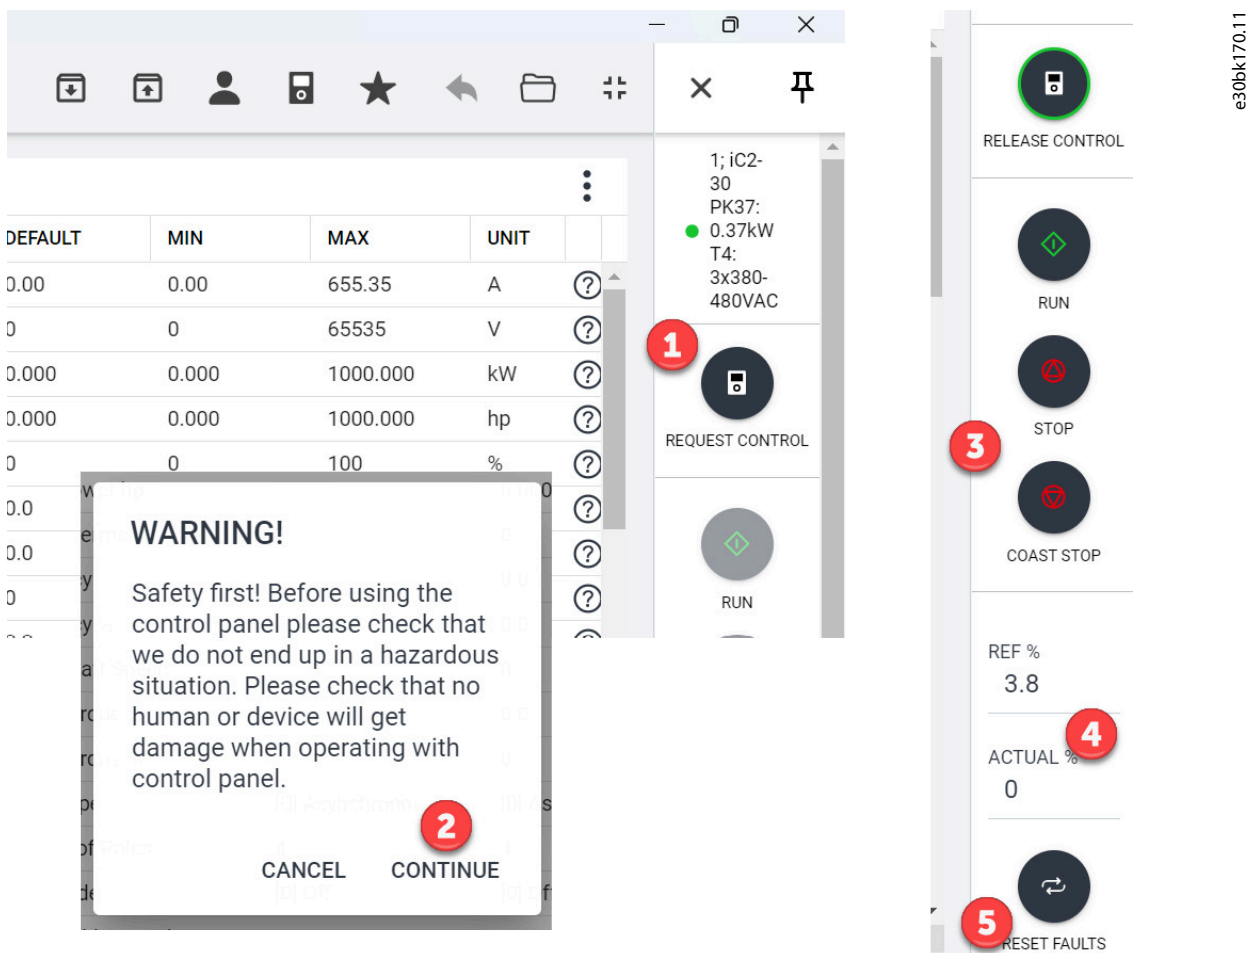 1; iC2-
30
PK37:
0.37kW
T4:
3x380-
480VAC
DEFAULT MIN MAX UNIT
0.00 0.00 655.35 A
0 0 65535 V
0.000 0.000 1000.000 kW
0.000 0.000 1000.000 hp
0 0 100 %
0.0
0.0
0
1
REQUEST CONTROL
RUN
WARNING!
Safety first! Before using the
control panel please check that
we do not end up in a hazardous
situation. Please check that no
human or device will get
damage when operating with
control panel.
2
CANCEL CONTINUE
RELEASE CONTROL
RUN
STOP
3
COAST STOP
REF %
3.8
4
ACTUAL %
0
5
RESET FAULTS
e30bk170.11